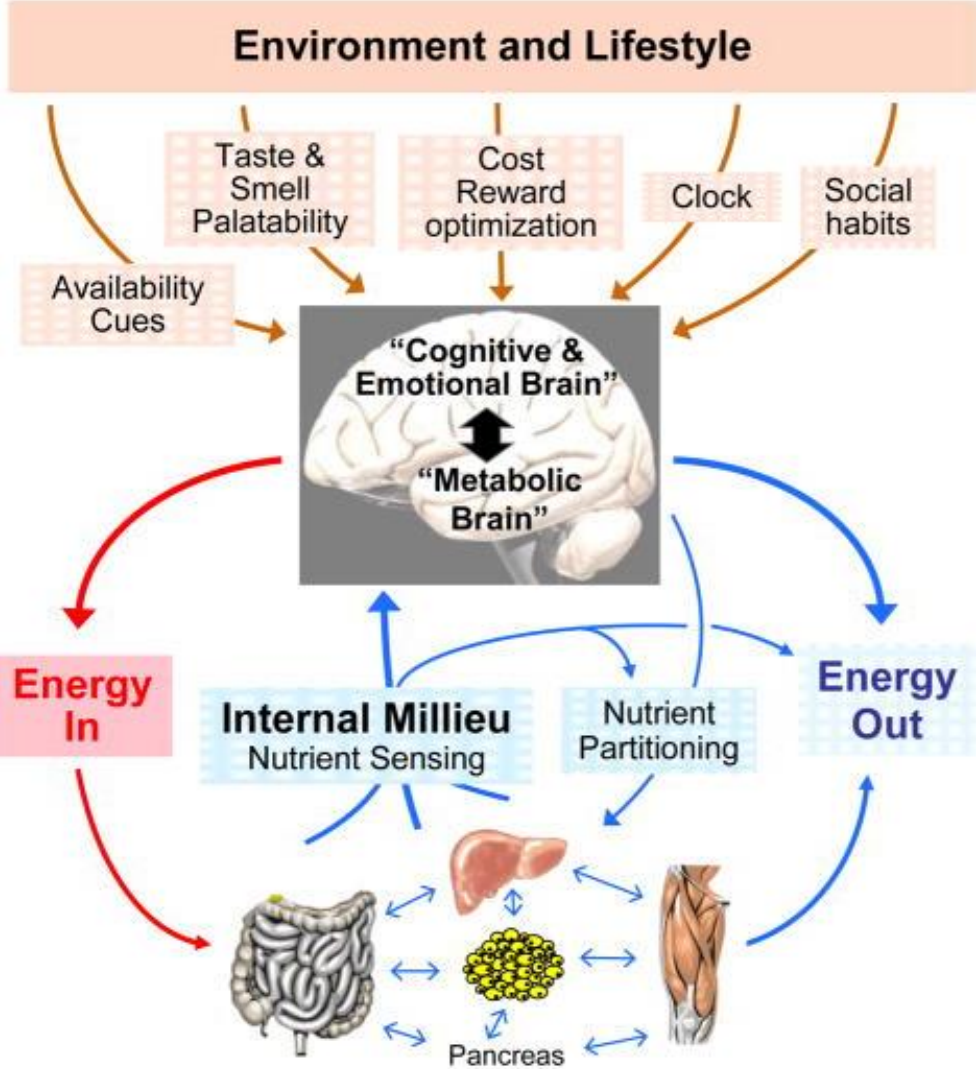 Environment and Lifestyle
Taste &
Smell
Palatability
Cost
Reward
optimization
Clock
Social
habits
Availability
Cues
“Cognitive &
Emotional Brain”
“Metabolic
Brain”
Energy
In
Internal Millieu
Nutrient Sensing
Nutrient
Partitioning
Energy
Out
Pancreas